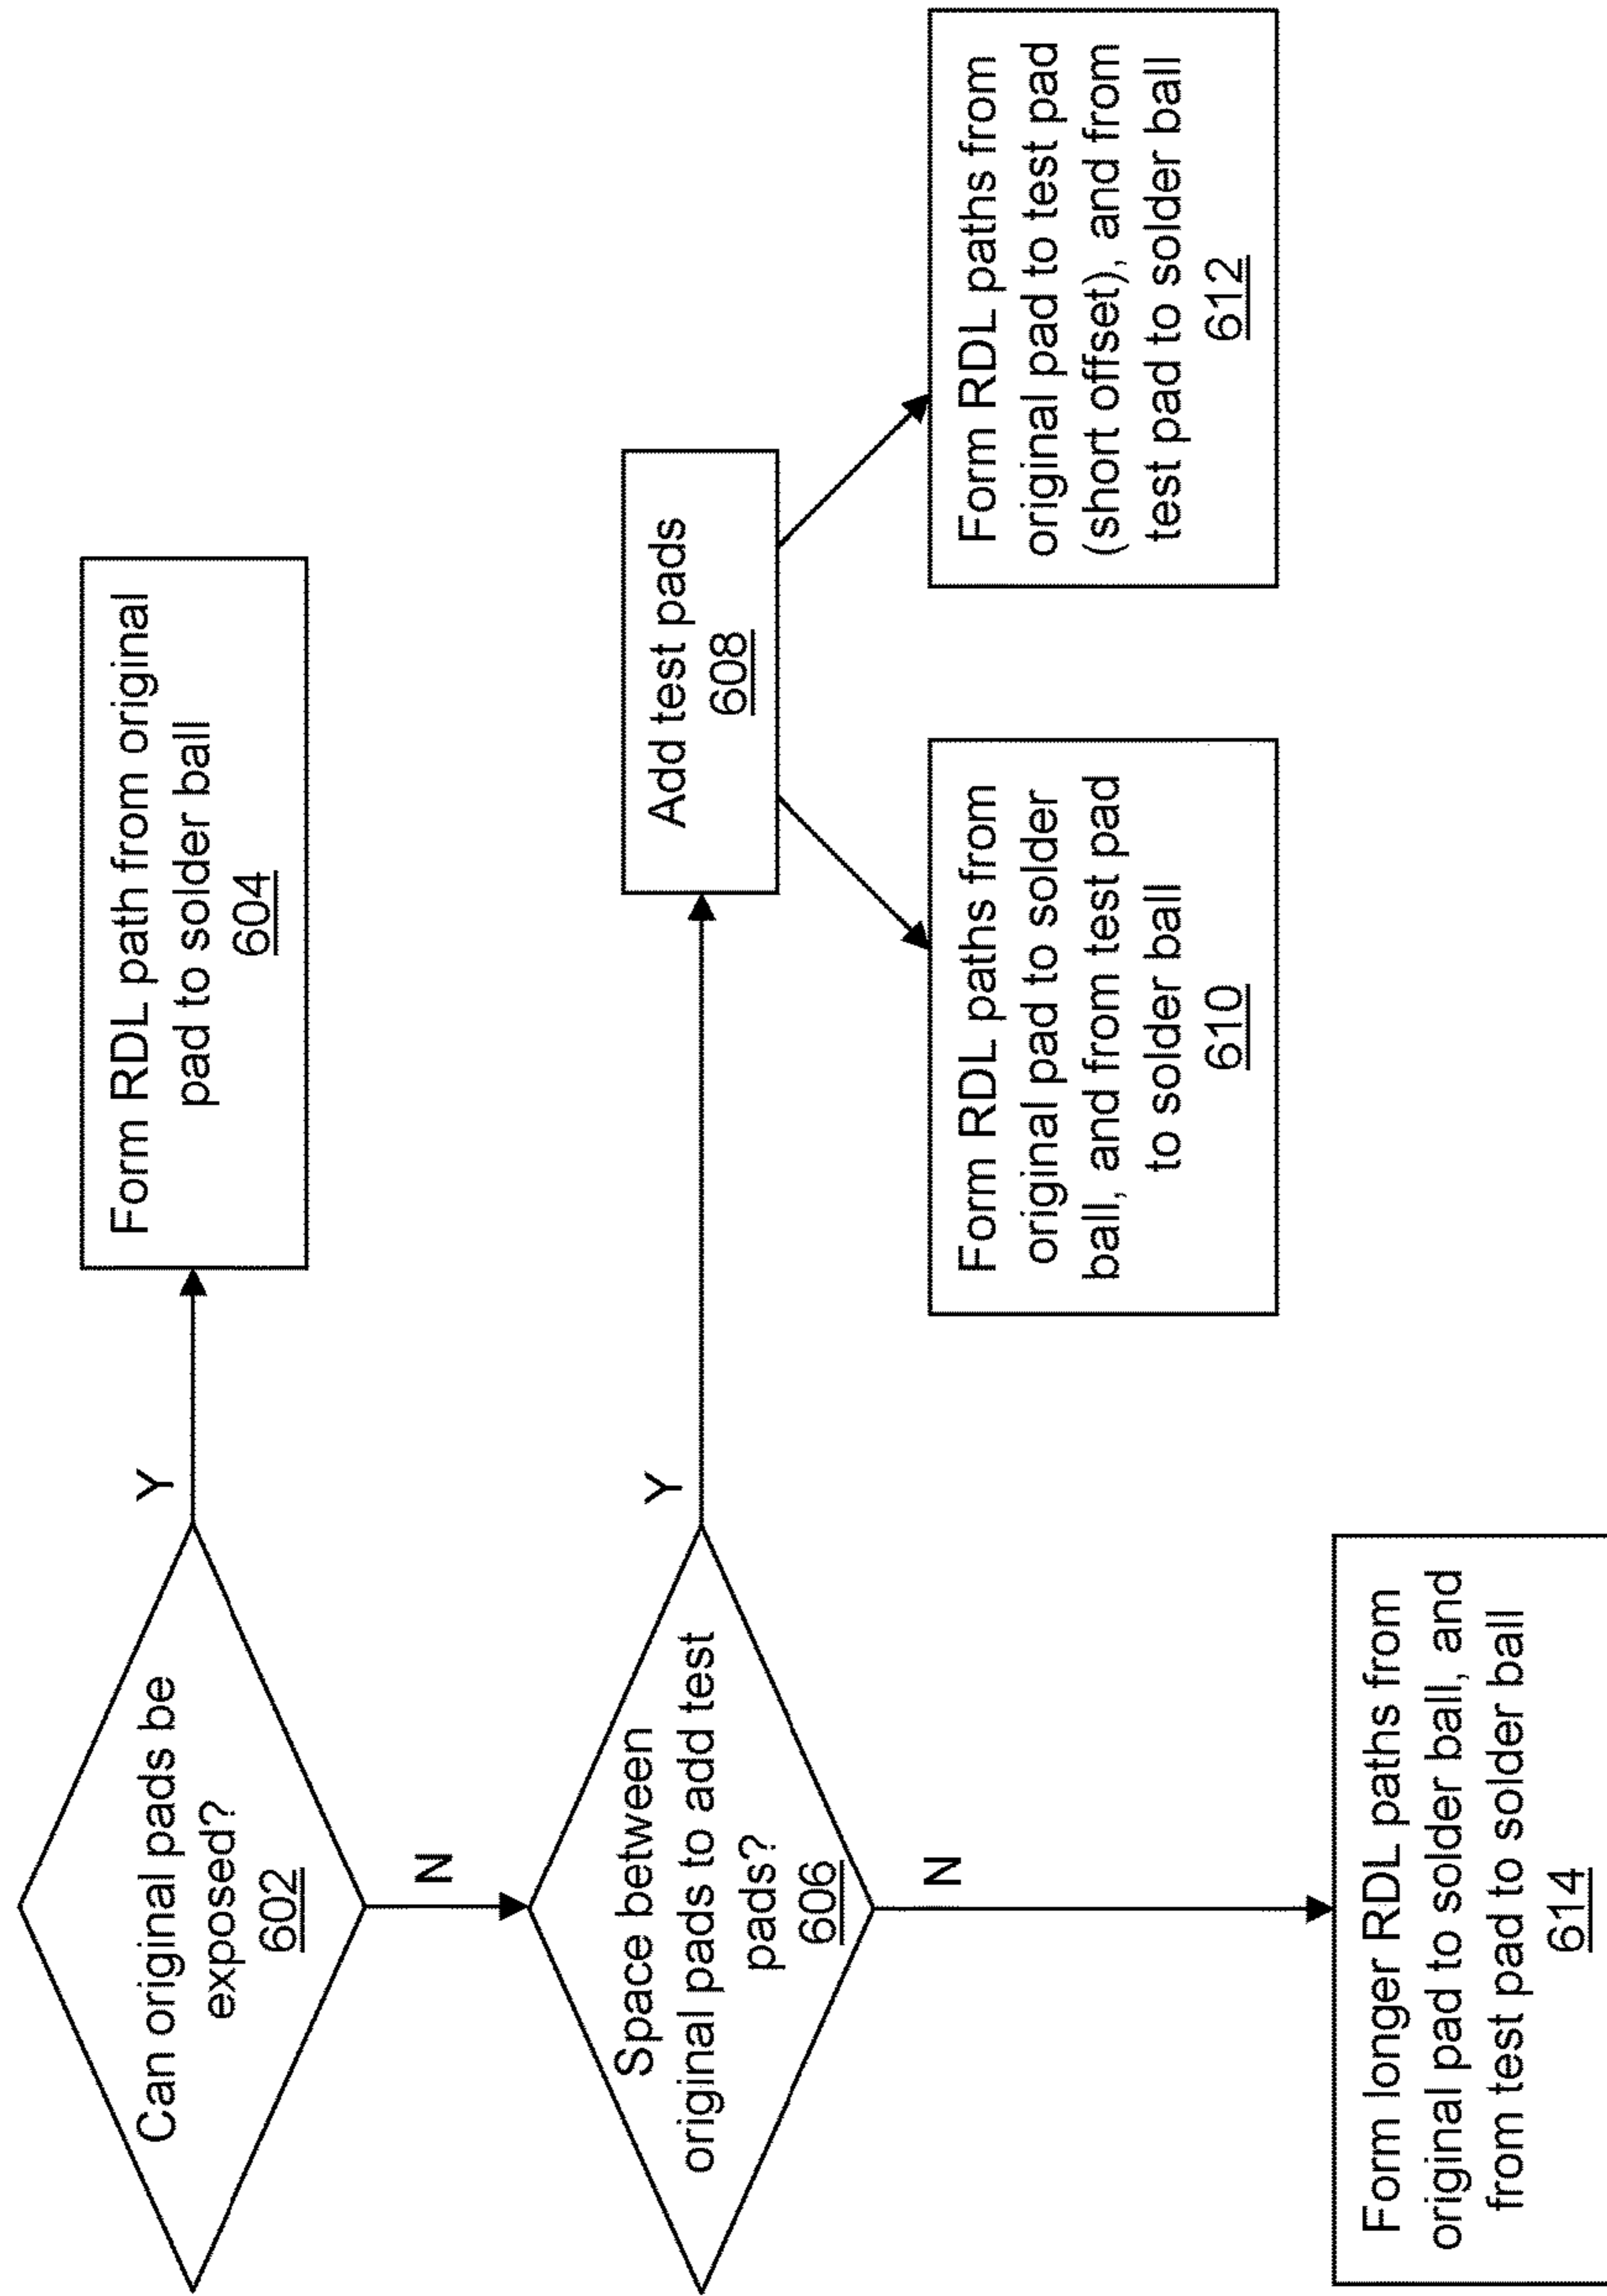 Can original pads be
exposed?
602
Y
Form RDL path from original
pad to solder ball
604
N
Space between
original pads to add test
pads?
606
Y
Add test pads
608
Form RDL paths from
original pad to solder
ball, and from test pad
to solder ball
610
Form RDL paths from
original pad to test pad
(short offset), and from
test pad to solder ball
612
N
Form longer RDL paths from
original pad to solder ball, and
from test pad to solder ball
614